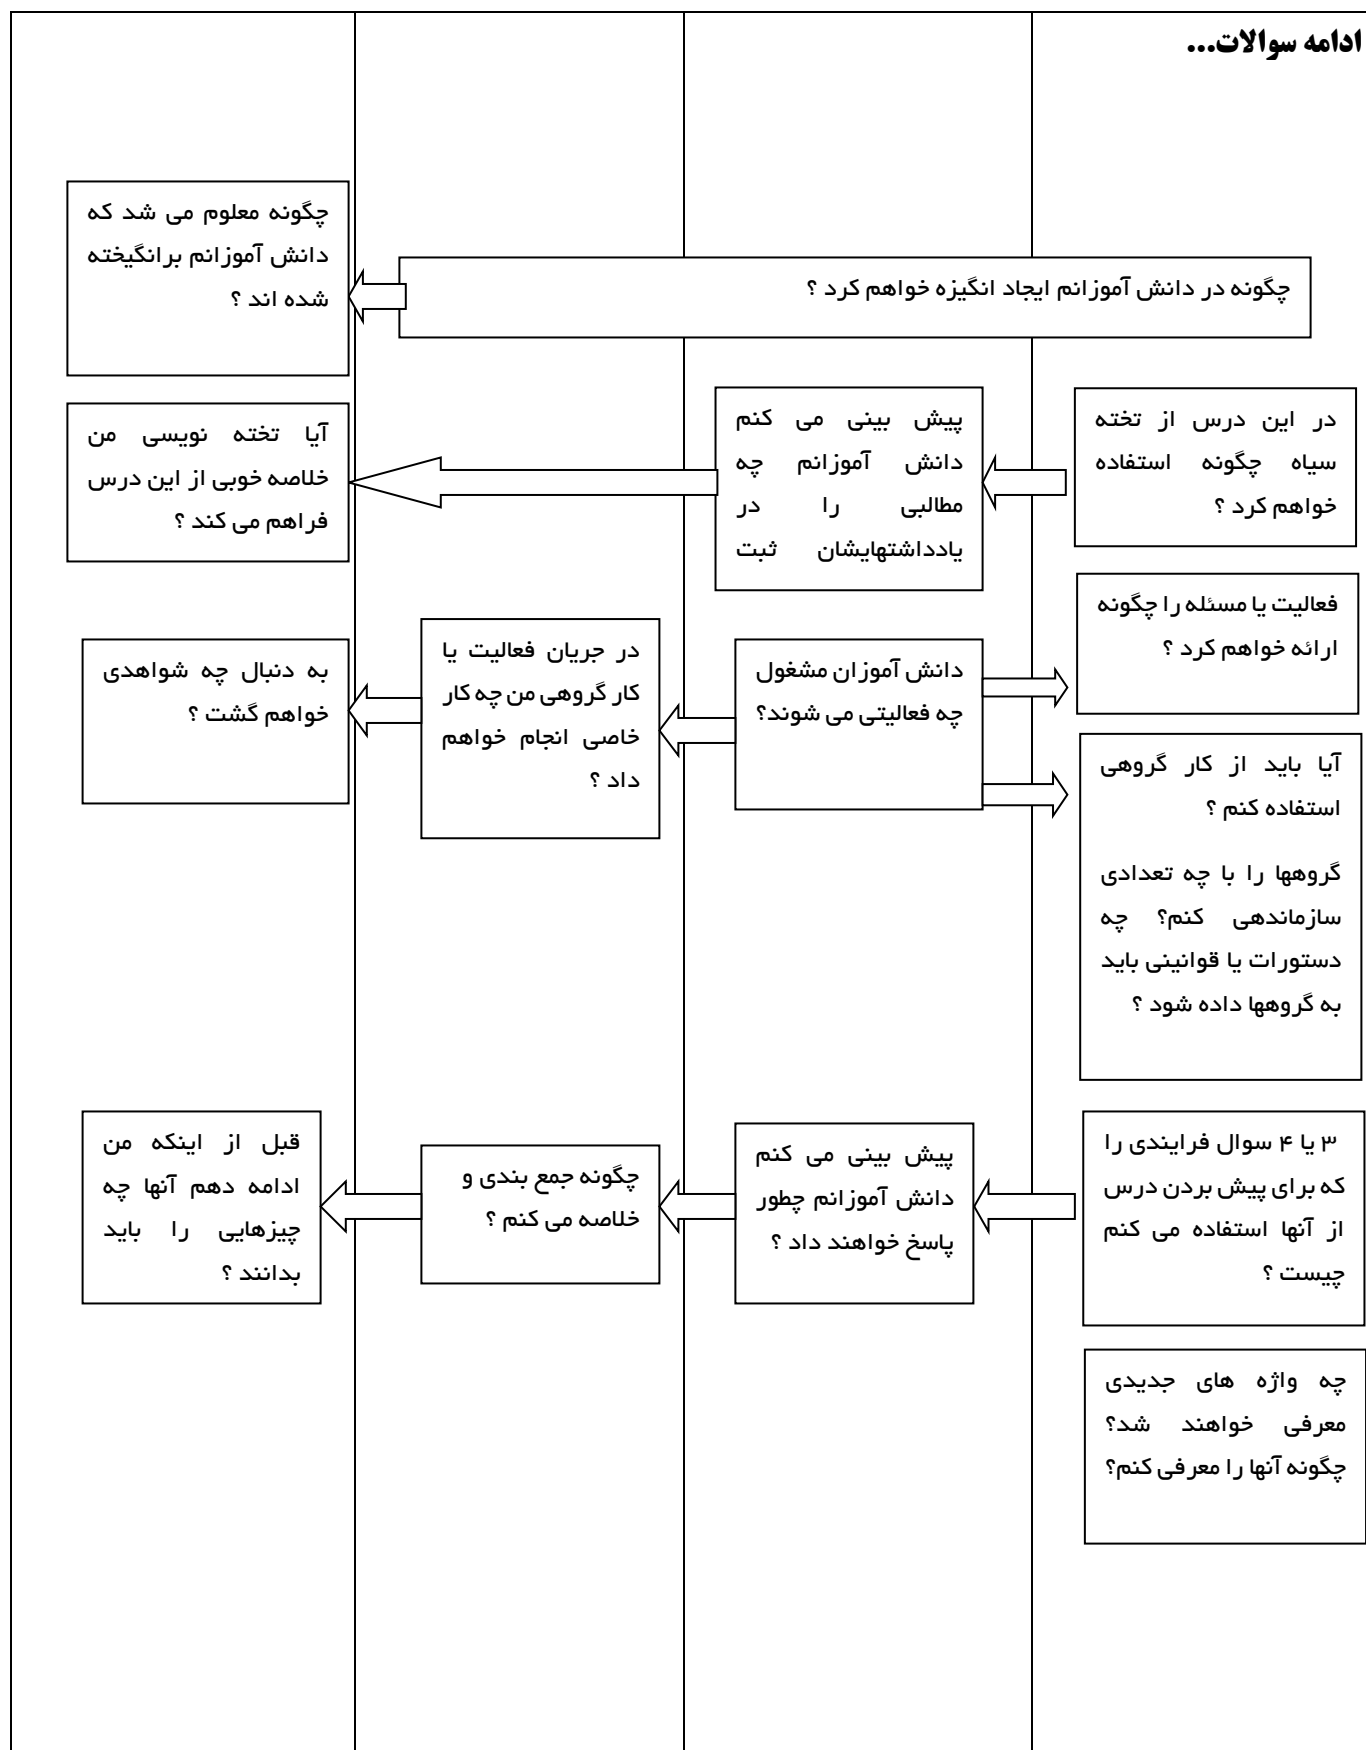 ادامه سوالات...
چگونه در دانش آموزانم ایجاد انگیزه خواهم کرد ؟
چگونه معلوم می شد که
دانش آموزانم برانگیخته
شده اند ؟
در این درس از تخته
سیاه چگونه استفاده
خواهم کرد ؟
پیش بینی می کنم
دانش آموزانم چه
مطالبی را در
یادداشتهایشان ثبت
آیا تخته نویسی من
خلاصه خوبی از این درس
فراهم می کند ؟
فعالیت یا مسئله را چگونه
ارائه خواهم کرد ؟
دانش آموزان مشغول
چه فعالیتی می شوند؟
در جریان فعالیت یا
کار گروهی من چه کار
خاصی انجام خواهم
داد ؟
به دنبال چه شواهدی
خواهم گشت ؟
آیا باید از کار گروهی
استفاده کنم ؟
گروهها را با چه تعدادی
سازماندهی کنم؟ چه
دستورات یا قوانینی باید
به گروهها داده شود ؟
۳ یا ۴ سوال فرایندی را
که برای پیش بردن درس
از آنها استفاده می کنم
چیست ؟
پیش بینی می کنم
دانش آموزانم چطور
پاسخ خواهند داد ؟
چگونه جمع بندی و
خلاصه می کنم ؟
قبل از اینکه من
ادامه دهم آنها چه
چیزهایی را باید
بدانند ؟
چه واژه های جدیدی
معرفی خواهند شد؟
چگونه آنها را معرفی کنم؟